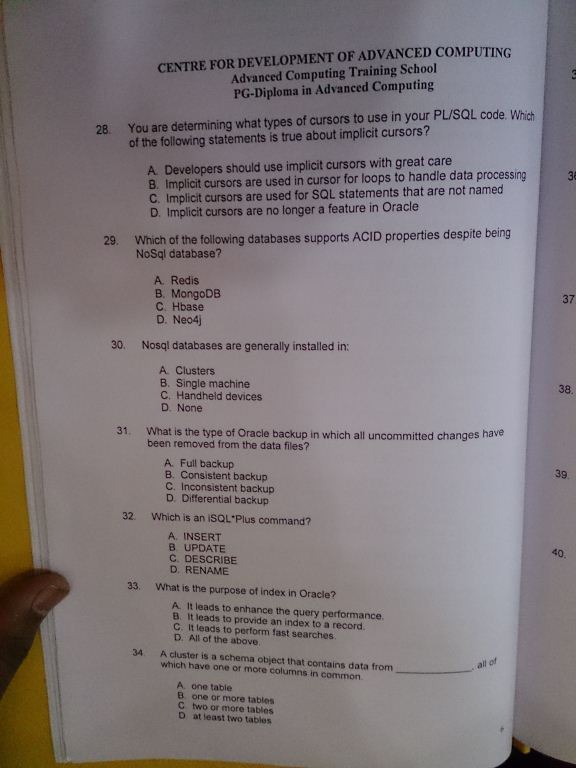 CENTRE FOR DEVELOPMENT OF ADVANCED COMPUTING
Advanced Computing Training School
PG-Diploma in Advanced Computing
28. You are determining what types of cursors to use in your PL/SQL code. Which
of the following statements is true about implicit cursors?
A. Developers should use implicit cursors with great care
B. Implicit cursors are used in cursor for loops to handle data processing
C. Implicit cursors are used for SQL statements that are not named
D. Implicit cursors are no longer a feature in Oracle
29. Which of the following databases supports ACID properties despite being
NoSql database?
A. Redis
B. MongoDB
C. Hbase
D. Neo4j
30. Nosql databases are generally installed in:
A. Clusters
B. Single machine
C. Handheld devices
D. None
31. What is the type of Oracle backup in which all uncommitted changes have
been removed from the data files?
A. Full backup
B. Consistent backup
C. Inconsistent backup
D. Differential backup
32. Which is an iSQL*Plus command?
A. INSERT
B. UPDATE
C. DESCRIBE
D. RENAME
33. What is the purpose of index in Oracle?
A. It leads to enhance the query performance.
B. It leads to provide an index to a record.
C. It leads to perform fast searches.
D. All of the above.
34. A cluster is a schema object that contains data from ____________, all of
which have one or more columns in common.
A. one table
B. one or more tables
C. two or more tables
D. at least two tables
37
38.
39.
40.